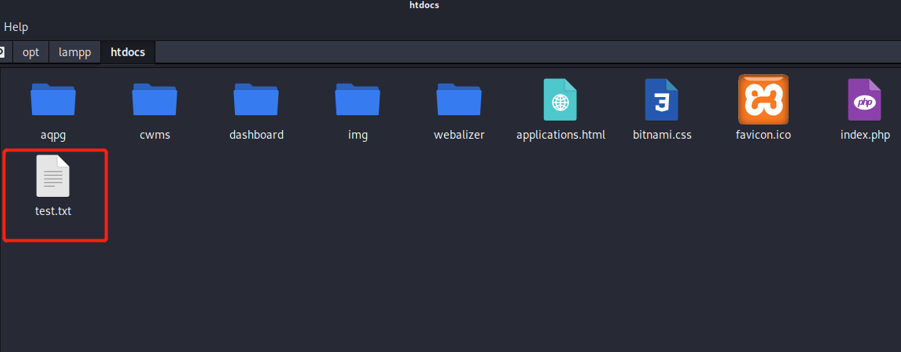 htdocs
Help
opt lampp htdocs
aqpg cwms dashboard img webalizer applications.html bitnami.css favicon.ico index.php
test.txt